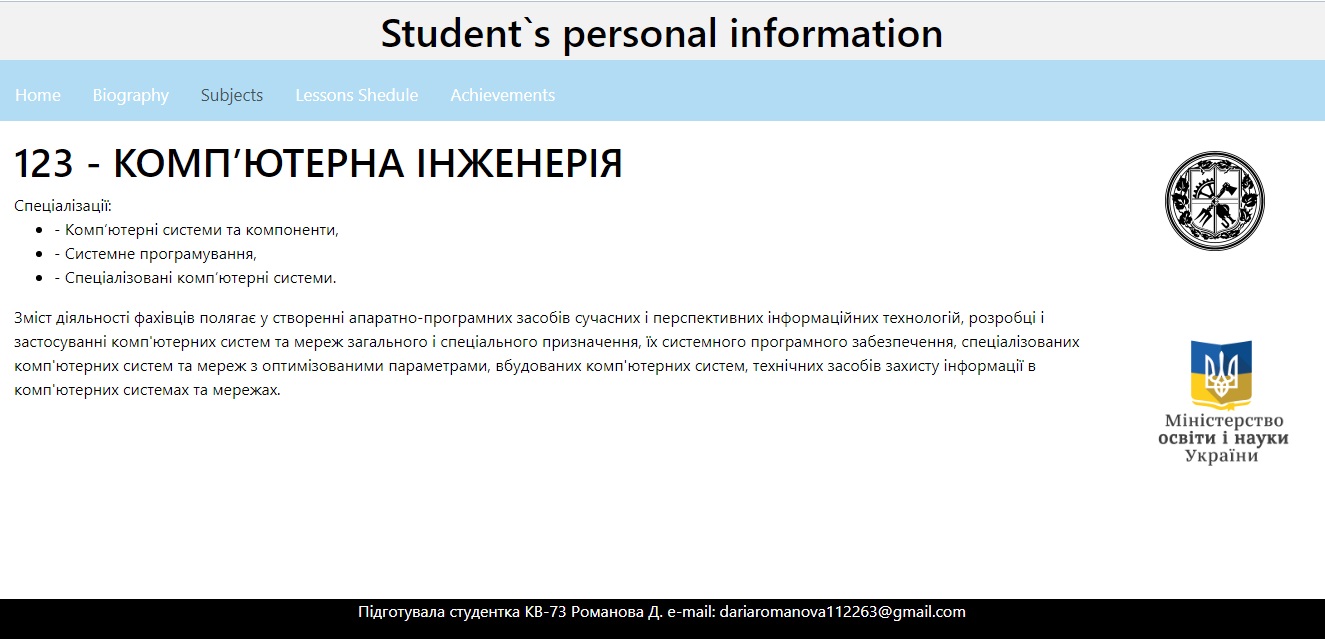 Student`s personal information
Home Biography Subjects Lessons Shedule Achievements
123 - КОМП’ЮТЕРНА ІНЖЕНЕРІЯ
Спеціалізації:
- Комп’ютерні системи та компоненти,
- Системне програмування,
- Спеціалізовані комп’ютерні системи.
Зміст діяльності фахівців полягає у створенні апаратно-програмних засобів сучасних і перспективних інформаційних технологій, розробці і
застосуванні комп'ютерних систем та мереж загального і спеціального призначення, їх системного програмного забезпечення, спеціалізованих
комп'ютерних систем та мереж з оптимізованими параметрами, вбудованих комп'ютерних систем, технічних засобів захисту інформації в
комп'ютерних системах та мережах.
Міністерство
освіти і науки
України
Підготувала студентка КВ-73 Романова Д. e-mail: dariaromanova112263@gmail.com